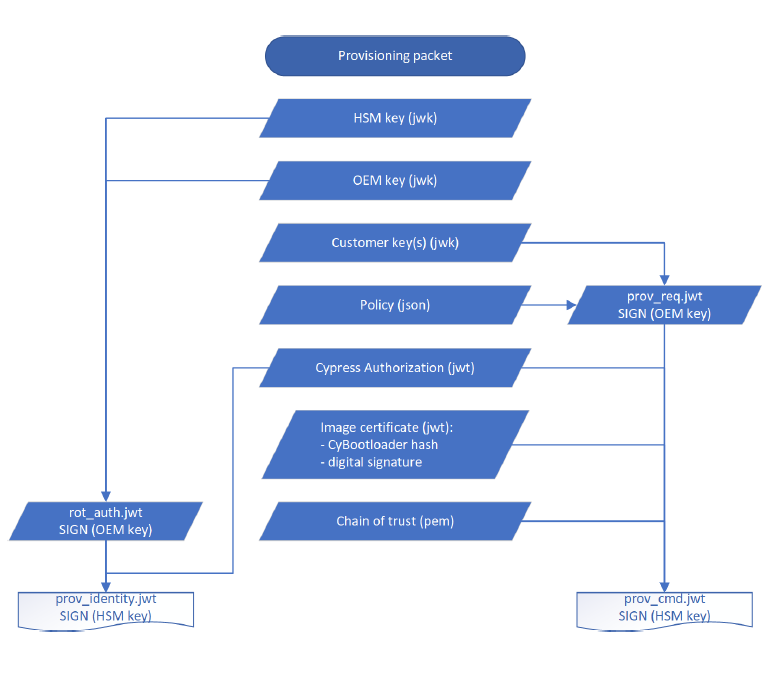 Provisioning packet
HSM key (jwk)
OEM key (jwk)
Customer key(s) (jwk)
Policy (json)
prov_req.jwt
SIGN (OEM key)
Cypress Authorization (jwt)
Image certificate (jwt):
- CyBootloader hash
- digital signature
Chain of trust (pem)
rot_auth.jwt
SIGN (OEM key)
prov_identity.jwt
SIGN (HSM key)
prov_cmd.jwt
SIGN (HSM key)